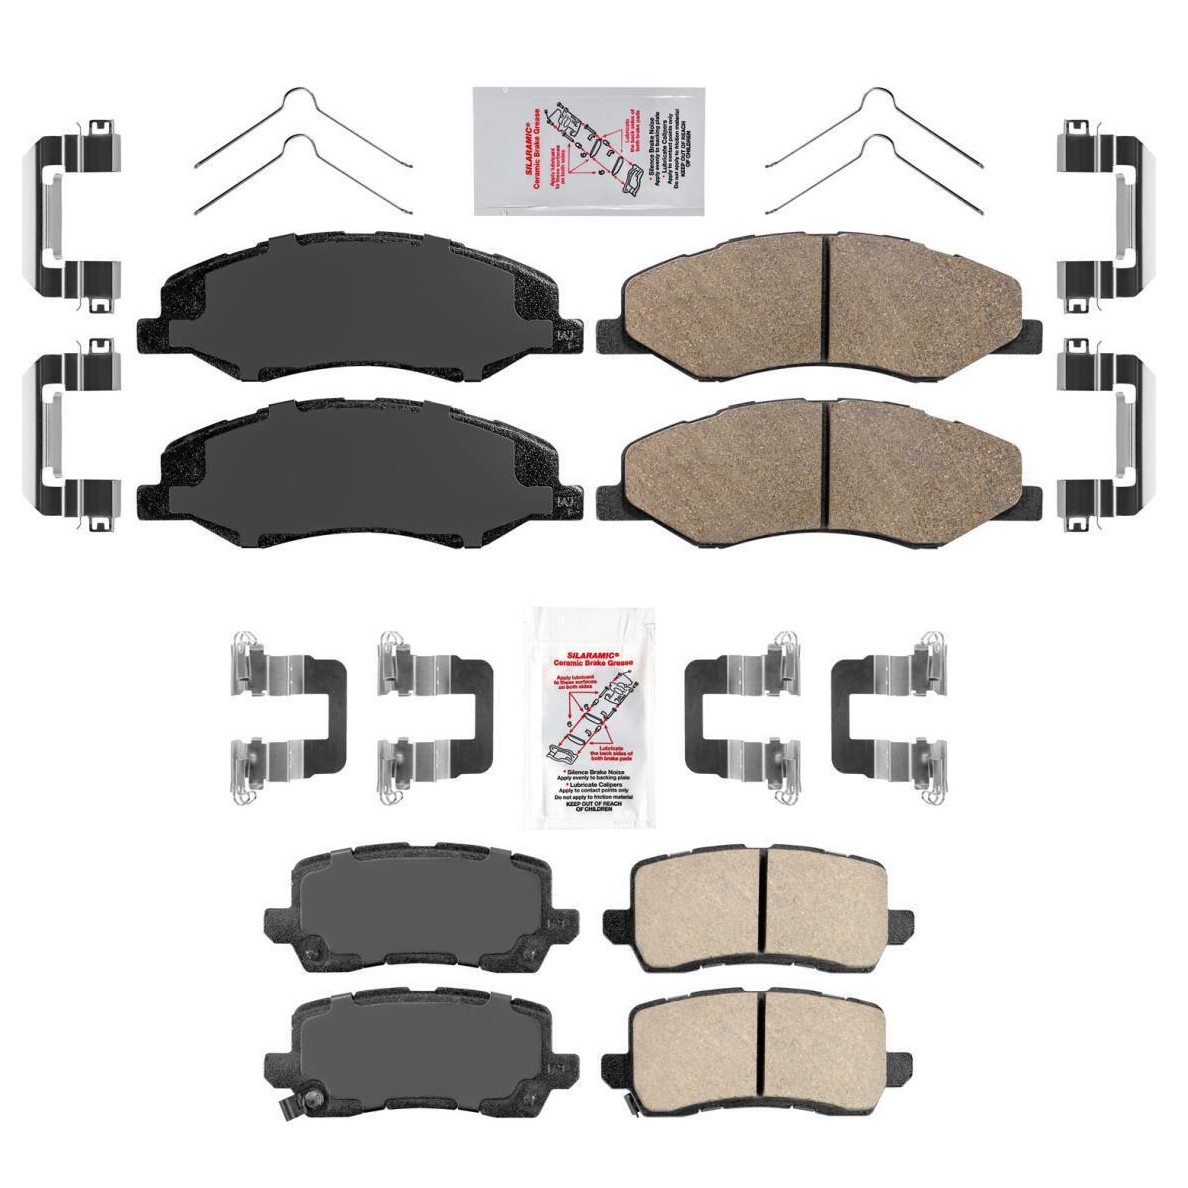 SILARAMIC®
Ceramic Brake Grease
Apply lubricant
to these surfaces
on both sides
6
6
Lubricate
the back sides of
both brake pads
* Silence Brake Noise
Apply evenly to backing plate
* Lubricate Calipers
Apply to contact points only
Do not apply to friction material
KEEP OUT OF REACH
OF CHILDREN
SILARAMIC®
Ceramic Brake Grease
Apply lubricant
to these surfaces
on both sides
6
6
Lubricate
the back sides of
both brake pads
* Silence Brake Noise
Apply evenly to backing plate
* Lubricate Calipers
Apply to contact points only
Do not apply to friction material
KEEP OUT OF REACH
OF CHILDREN